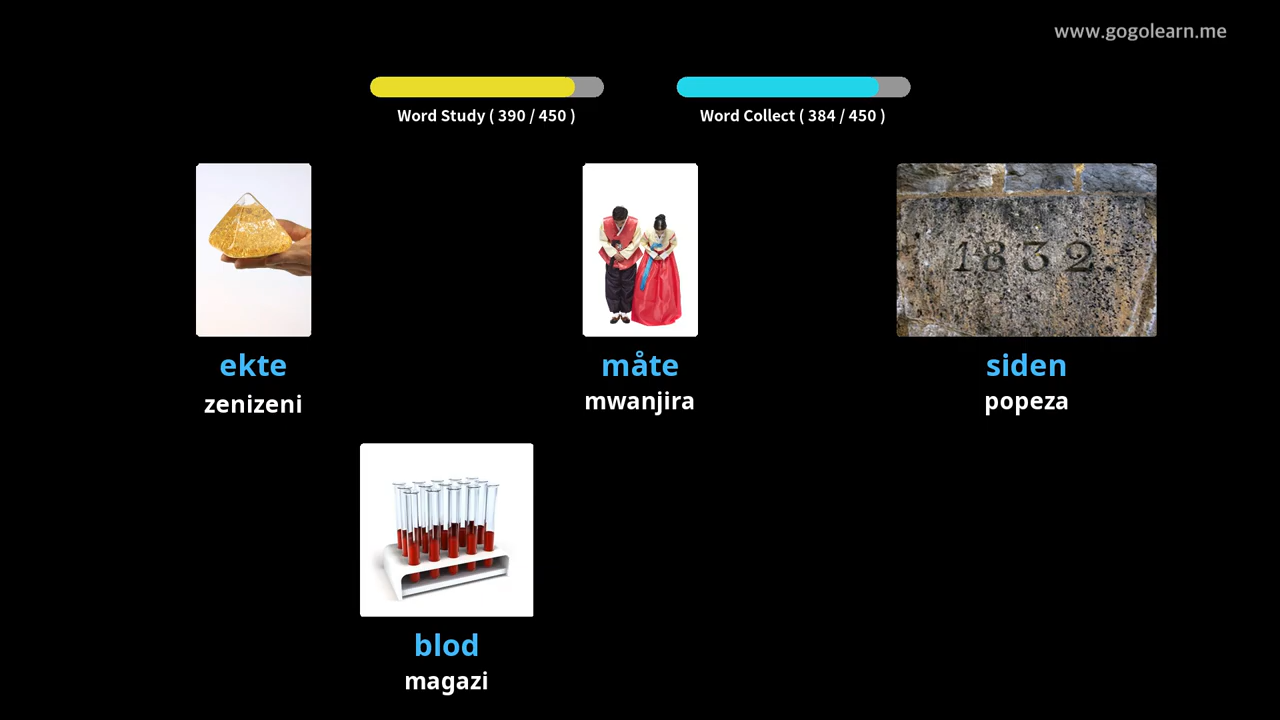 www.gogolearn.me
Word Study ( 390 / 450 )
Word Collect ( 384 / 450 )
1832
ekte
zenizeni
måte
mwanjira
siden
popeza
blod
magazi